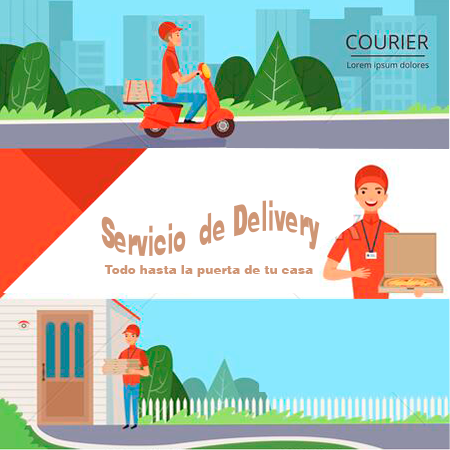 COURIER
Lorem ipsum dolores
Servicio de Delivery
Todo hasta la puerta de tu casa